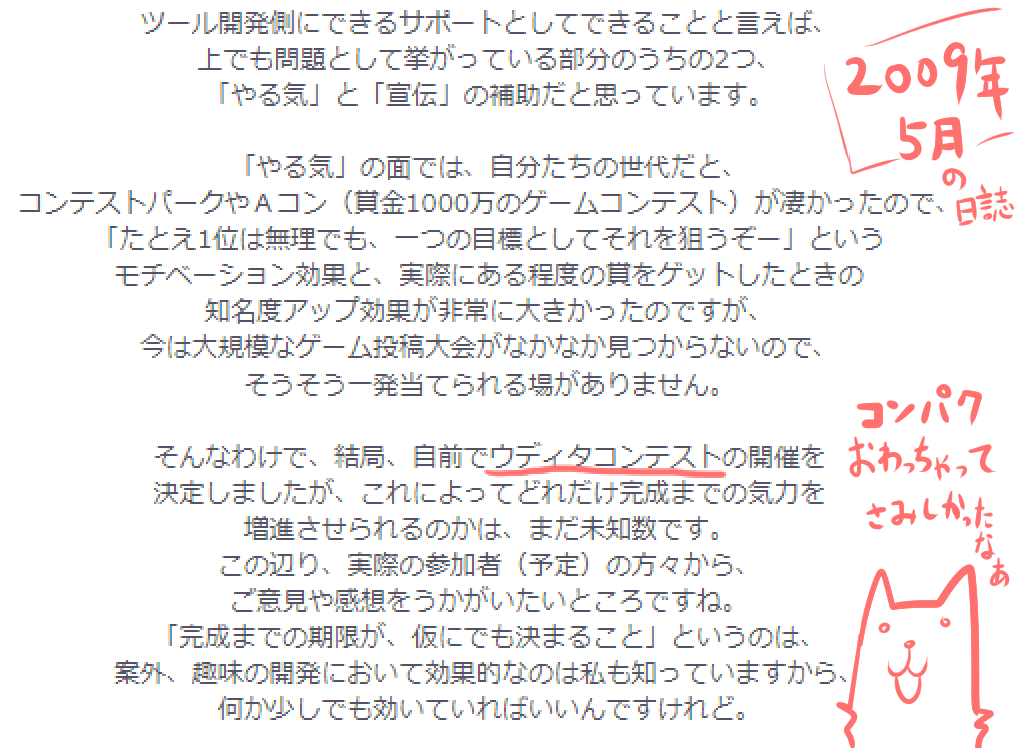 ツール開発側にできるサポートとしてできることと言えば、
上でも問題として挙がっている部分のうちの2つ、
「やる気」と「宣伝」の補助だと思っています。
「やる気」の面では、自分たちの世代だと、
コンテストパークやＡコン（賞金1000万のゲームコンテスト）が凄かったので、
「たとえ1位は無理でも、一つの目標としてそれを狙うぞー」という
モチベーション効果と、実際にある程度の賞をゲットしたときの
知名度アップ効果が非常に大きかったのですが、
今は大規模なゲーム投稿大会がなかなか見つからないので、
そうそう一発当てられる場がありません。
そんなわけで、結局、自前でウディタコンテストの開催を
決定しましたが、これによってどれだけ完成までの気力を
増進させられるのかは、まだ未知数です。
この辺り、実際の参加者（予定）の方々から、
ご意見や感想をうかがいたいところですね。
「完成までの期限が、仮にでも決まること」というのは、
案外、趣味の開発において効果的なのは私も知っていますから、
何か少しでも効いていればいいんですけれど。
2009年
5月
の
日誌
コンパク
おわっちゃって
さみしかった
なぁ